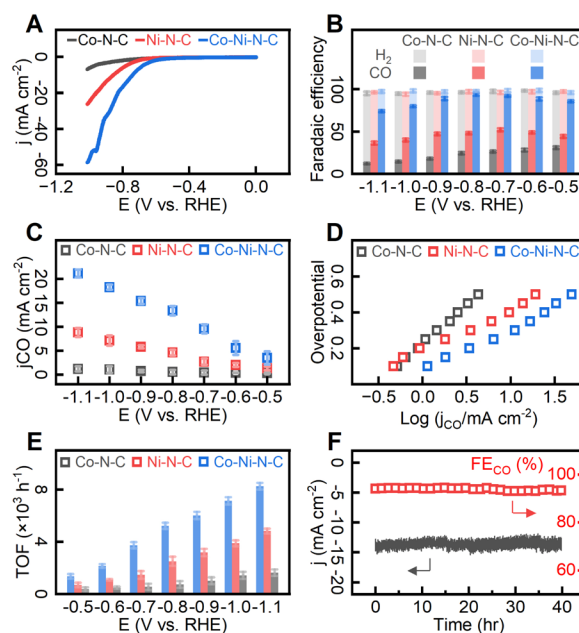 A
Co-N-C Ni-N-C Co-Ni-N-C
j (mA cm⁻²)
0
-20
-40
-60
-1.2 -0.8 -0.4 0.0
E (V vs. RHE)
B
Co-N-C Ni-N-C Co-Ni-N-C
H₂
CO
Faradaic efficiency
100
50
0
-1.1 -1.0 -0.9 -0.8 -0.7 -0.6 -0.5
E (V vs. RHE)
C
Co-N-C Ni-N-C Co-Ni-N-C
jCO (mA cm⁻²)
20
15
10
5
0
-1.1 -1.0 -0.9 -0.8 -0.7 -0.6 -0.5
E (V vs. RHE)
D
Co-N-C Ni-N-C Co-Ni-N-C
Overpotential
0.6
0.4
0.2
-0.5 0.0 0.5 1.0 1.5
Log (jCO/mA cm⁻²)
E
Co-N-C Ni-N-C Co-Ni-N-C
TOF (×10³ h⁻¹)
8
4
0
-0.5 -0.6 -0.7 -0.8 -0.9 -1.0 -1.1
E (V vs. RHE)
F
FECO (%)
j (mA cm⁻²)
0
-5
-10
-15
-20
100
80
60
0 10 20 30 40
Time (hr)